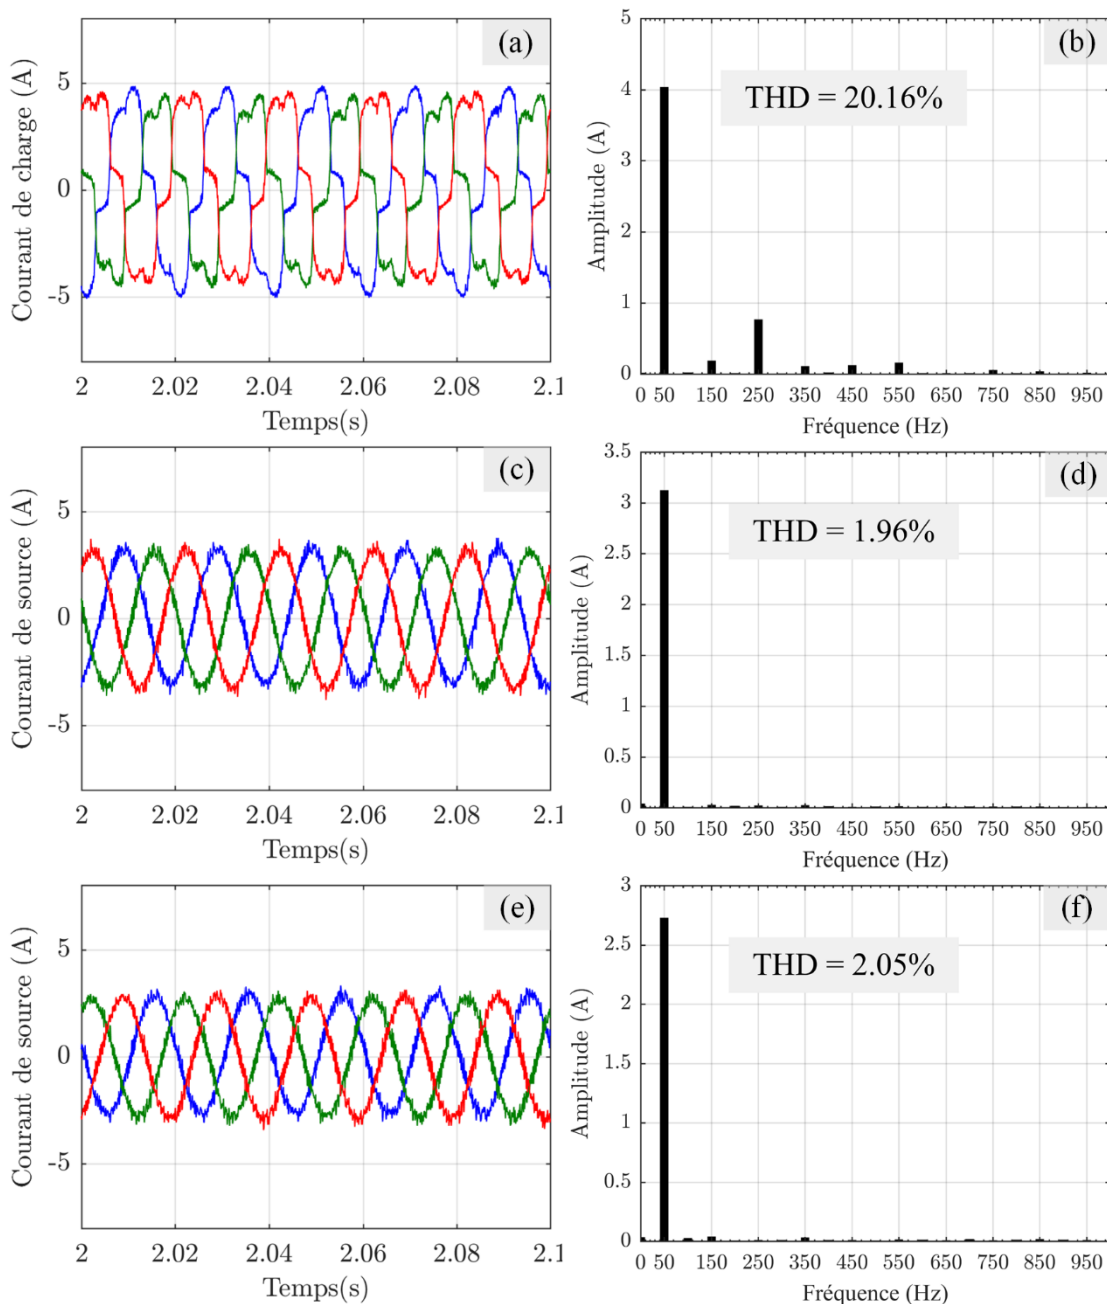 (a)
Courant de charge (A)
5
0
-5
2 2.02 2.04 2.06 2.08 2.1
Temps(s)
(b)
THD = 20.16%
Amplitude (A)
5
4
3
2
1
0
0 50 150 250 350 450 550 650 750 850 950
Fréquence (Hz)
(c)
Courant de source (A)
5
0
-5
2 2.02 2.04 2.06 2.08 2.1
Temps(s)
(d)
THD = 1.96%
Amplitude (A)
3.5
3
2.5
2
1.5
1
0.5
0
0 50 150 250 350 450 550 650 750 850 950
Fréquence (Hz)
(e)
Courant de source (A)
5
0
-5
2 2.02 2.04 2.06 2.08 2.1
Temps(s)
(f)
THD = 2.05%
Amplitude (A)
3
2.5
2
1.5
1
0.5
0
0 50 150 250 350 450 550 650 750 850 950
Fréquence (Hz)